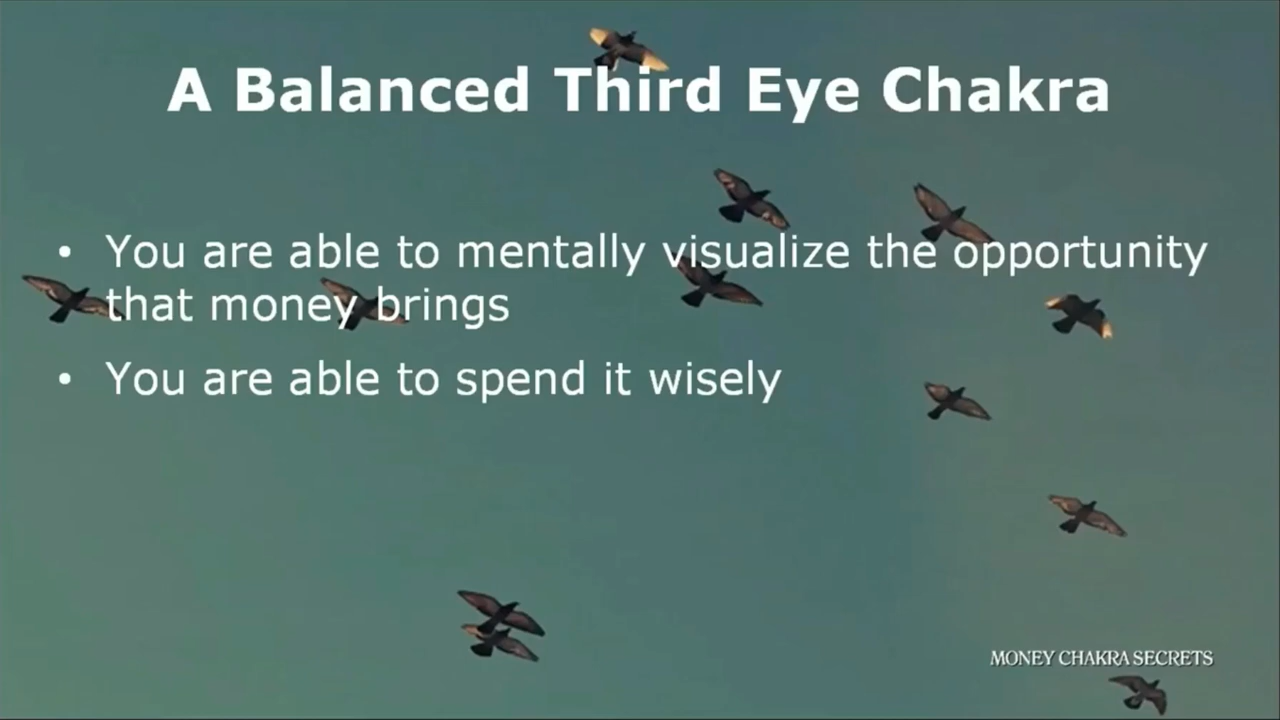 A Balanced Third Eye Chakra
• You are able to mentally visualize the opportunity
that money brings
• You are able to spend it wisely
MONEY CHAKRA SECRETS